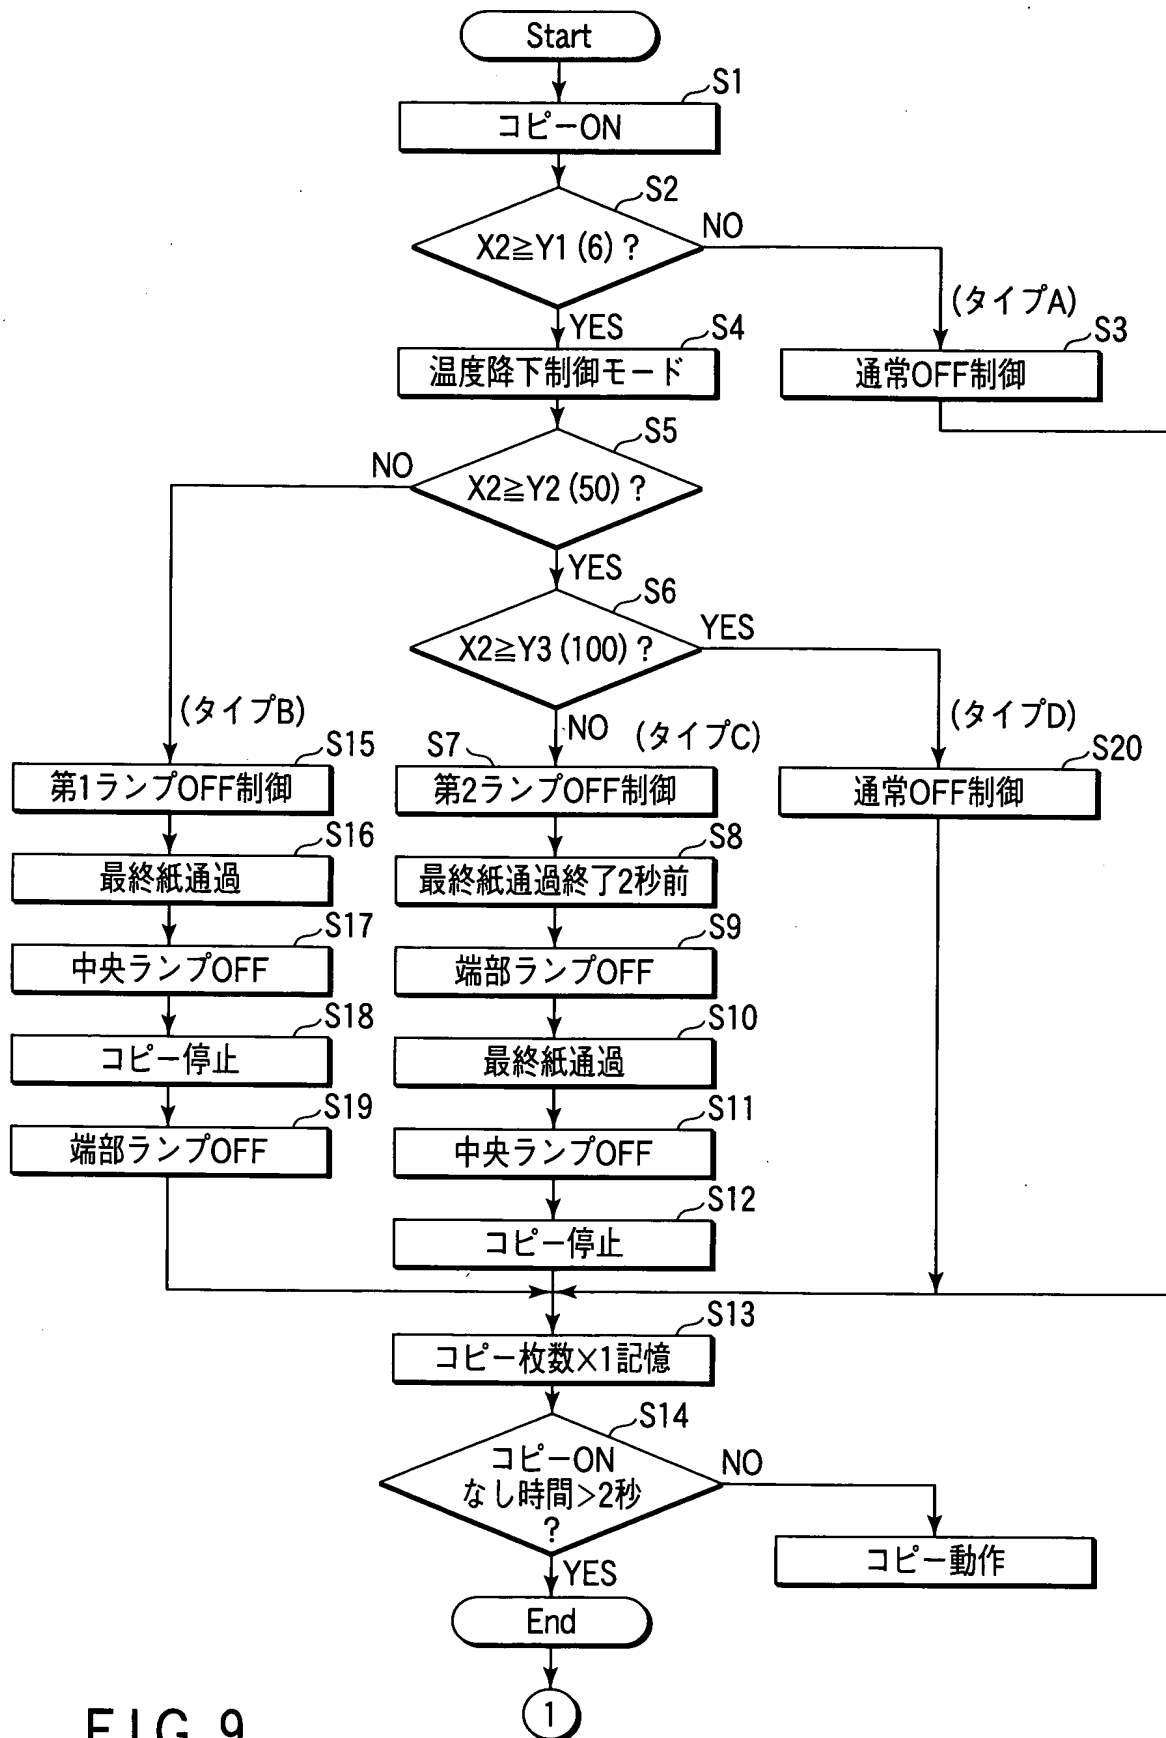 Start
S1
コピーON
S2
X2≧Y1(6)?
NO
YES
(タイプA)
S4
温度降下制御モード
S3
通常OFF制御
S5
NO
X2≧Y2(50)?
YES
S6
X2≧Y3(100)?
YES
NO
(タイプB)
(タイプC)
(タイプD)
S15
第1ランプOFF制御
S7
第2ランプOFF制御
S20
通常OFF制御
S16
最終紙通過
S8
最終紙通過終了2秒前
S17
中央ランプOFF
S9
端部ランプOFF
S18
コピー停止
S10
最終紙通過
S19
端部ランプOFF
S11
中央ランプOFF
S12
コピー停止
S13
コピー枚数×1記憶
S14
コピーON
なし時間>2秒
?
NO
YES
コピー動作
End
1
FIG. 9